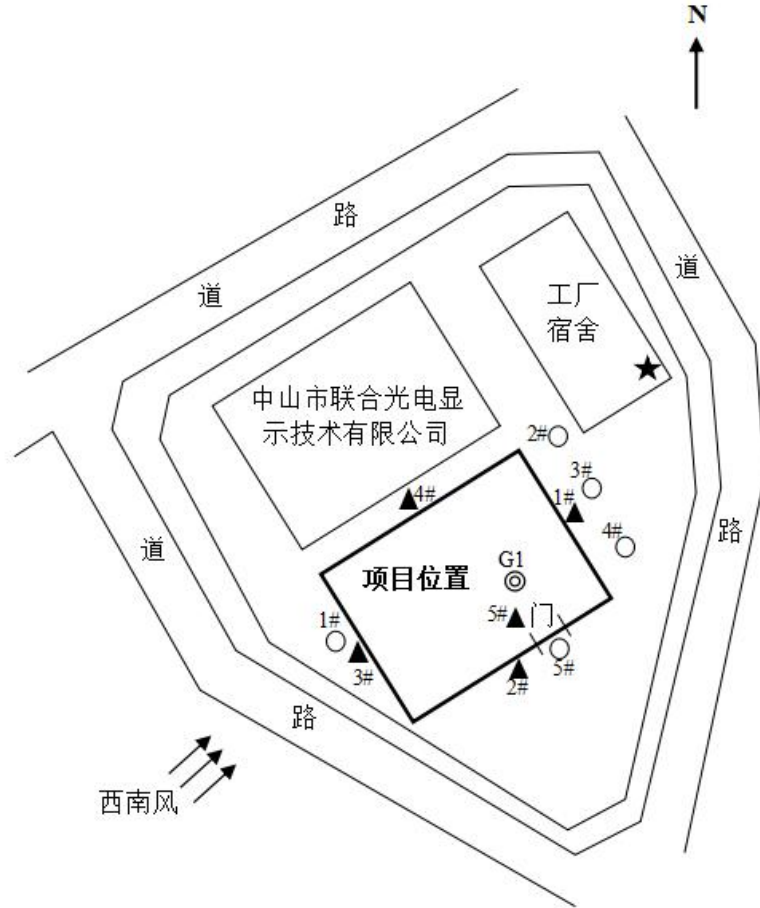 N
路
道
道
工厂
宿舍
中山市联合光电显
示技术有限公司
2#
3#
4#
1#
4#
路
道
G1
项目位置
5#
门
1#
3#
5#
2#
路
西南风